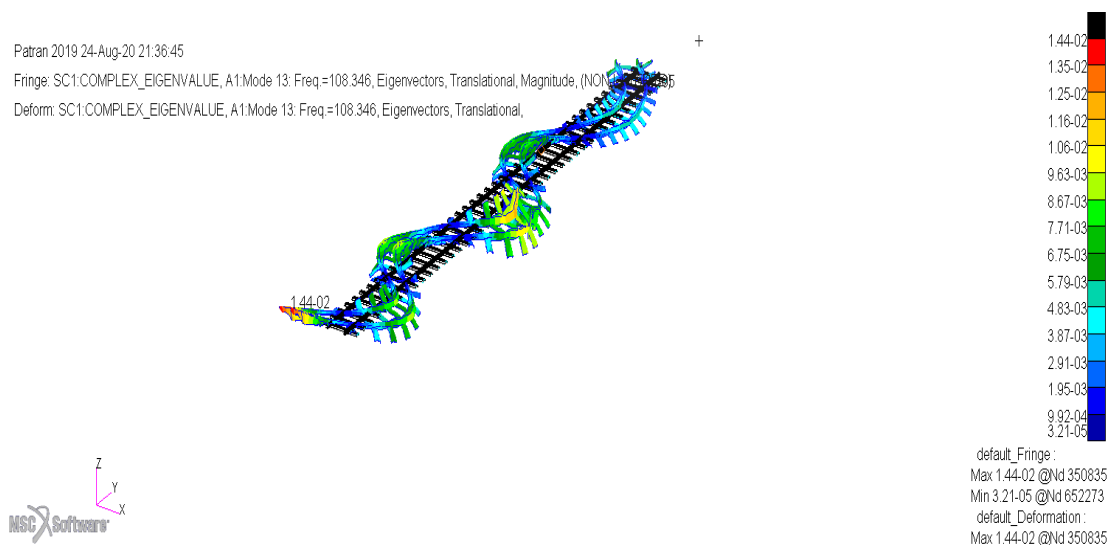 Patran 2019 24-Aug-20 21:36:45
Fringe: SC1:COMPLEX_EIGENVALUE, A1:Mode 13: Freq.=108.346, Eigenvectors, Translational, Magnitude, (NON-
Deform: SC1:COMPLEX_EIGENVALUE, A1:Mode 13: Freq.=108.346, Eigenvectors, Translational,
1.44-02
1.44-02
1.35-02
1.25-02
1.16-02
1.06-02
9.63-03
8.67-03
7.71-03
6.75-03
5.79-03
4.83-03
3.87-03
2.91-03
1.95-03
9.92-04
3.21-05
default_Fringe :
Max 1.44-02 @Nd 350835
Min 3.21-05 @Nd 652273
default_Deformation :
Max 1.44-02 @Nd 350835
Z
Y
X
MSC Software